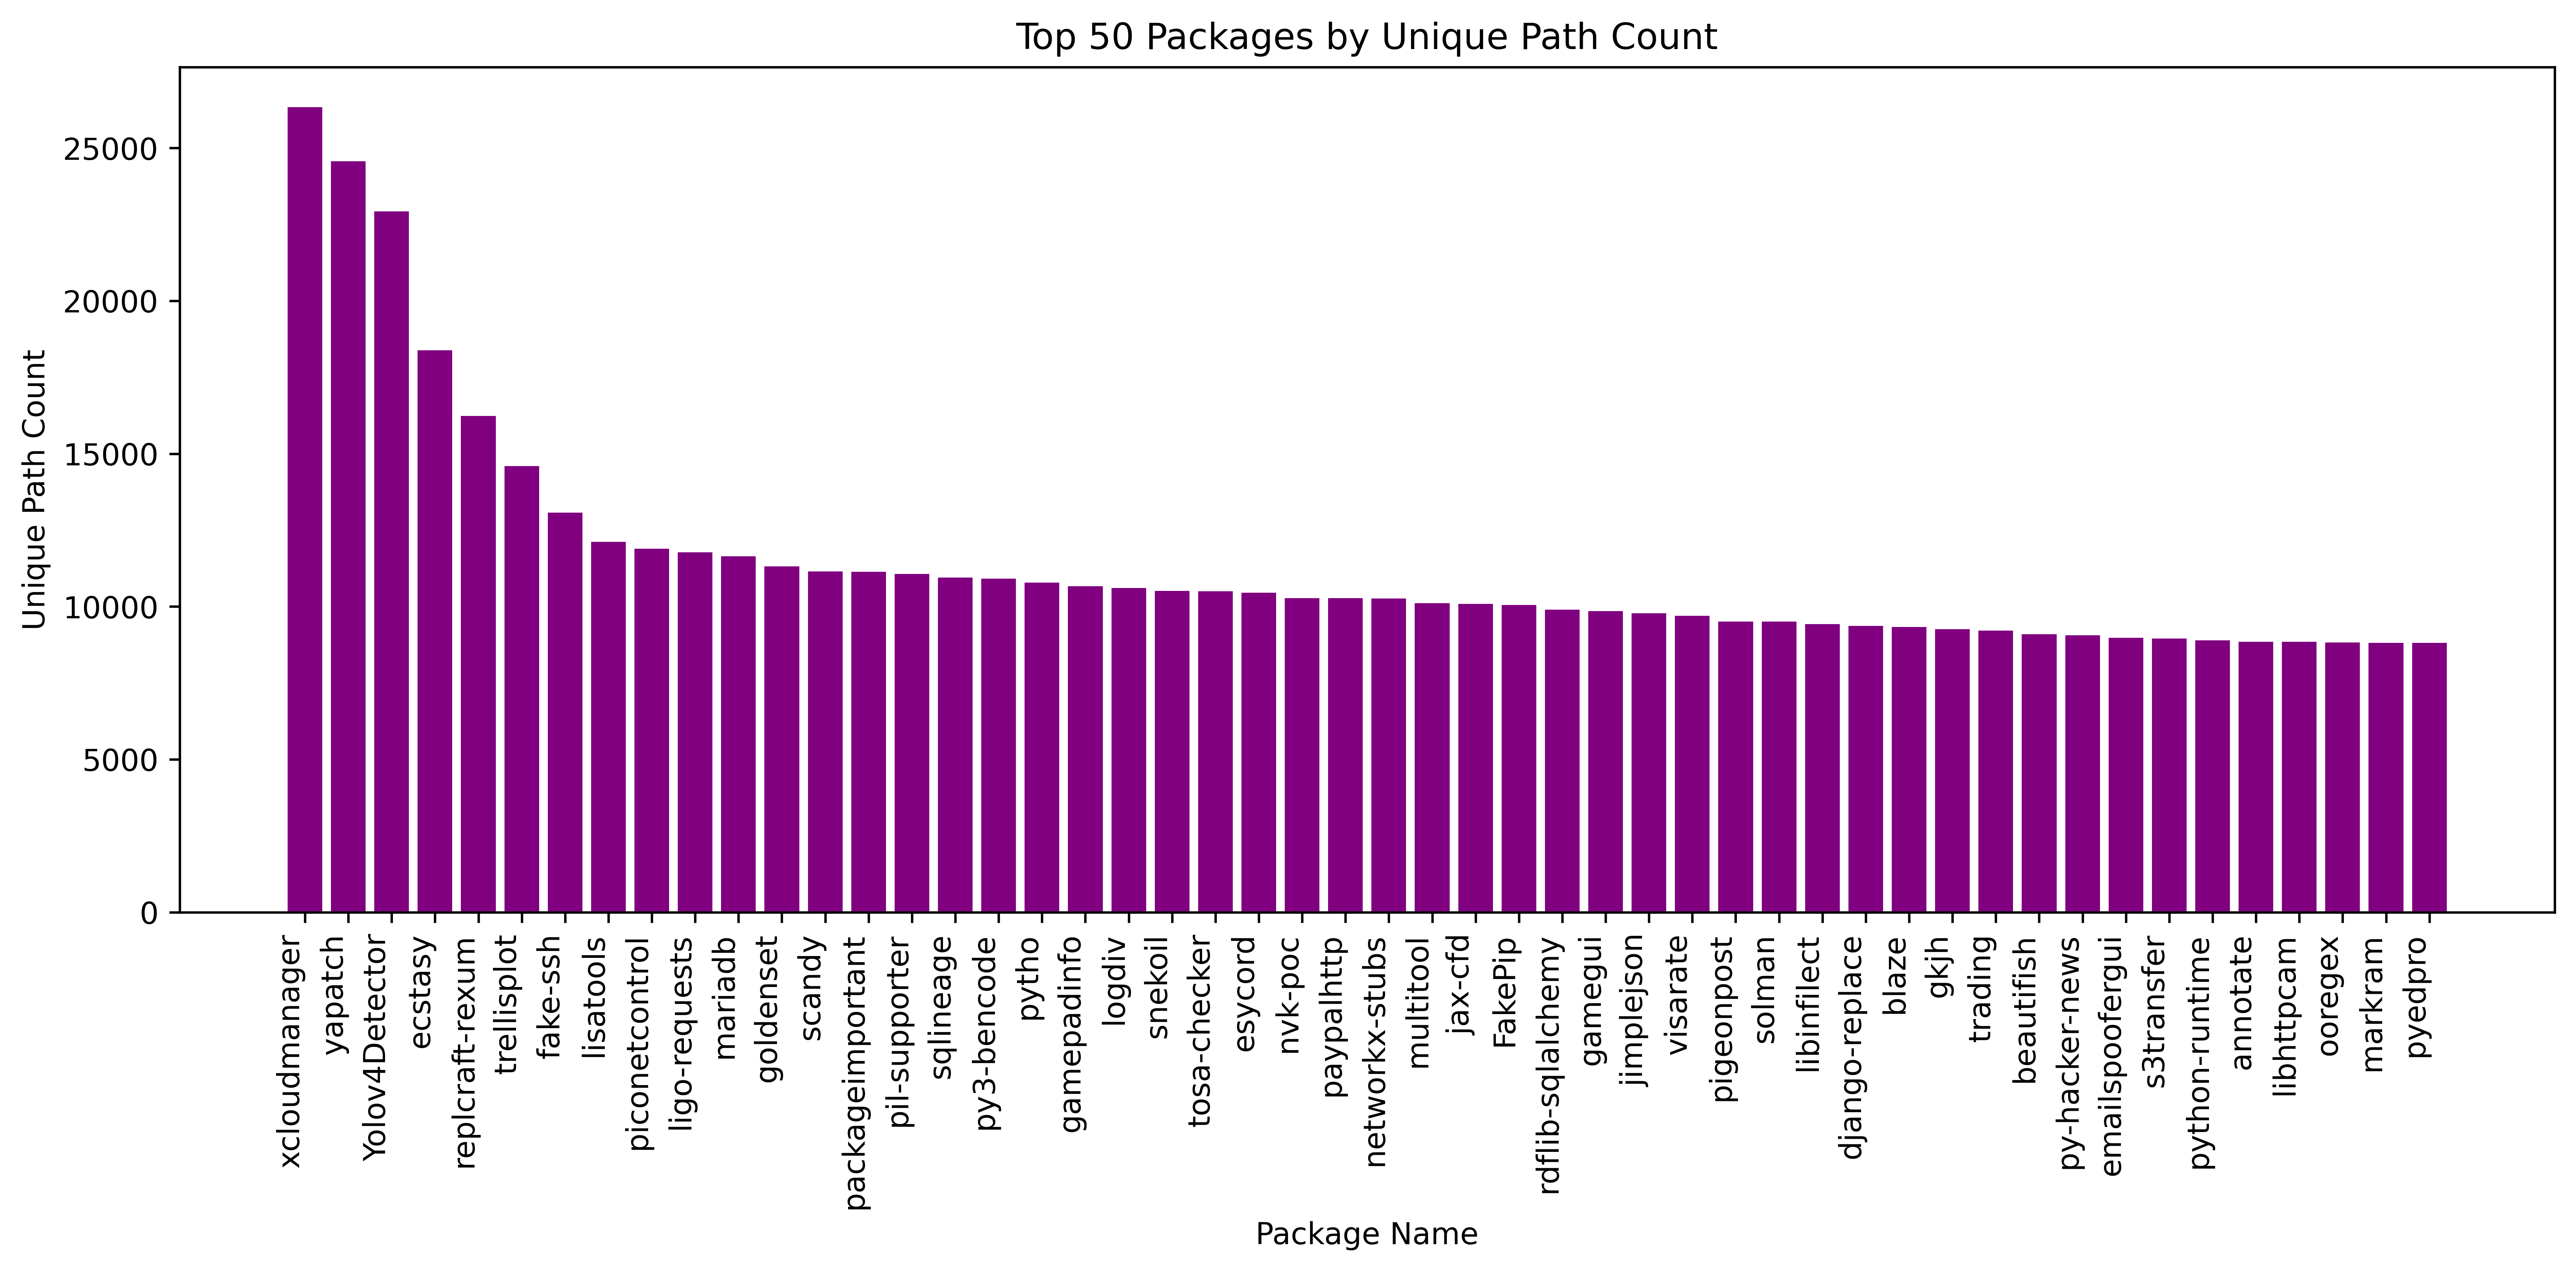 Top 50 Packages by Unique Path Count
Unique Path Count
25000
20000
15000
10000
5000
0
xcloudmanager
yapatch
Yolov4Detector
ecstasy
replcraft-rexum
trellisplot
fake-ssh
lisatools
piconetcontrol
ligo-requests
mariadb
goldenset
scandy
packageimportant
pil-supporter
sqlineage
py3-bencode
pytho
gamepadinfo
logdiv
snekoil
tosa-checker
esycord
nvk-poc
paypalhttp
networkx-stubs
multitool
jax-cfd
FakePip
rdflib-sqlalchemy
gamegui
jimplejson
visarate
pigeonpost
solman
libinfilect
django-replace
blaze
gkjh
trading
beautifish
py-hacker-news
emailspoofergui
s3transfer
python-runtime
annotate
libhttpcam
ooregex
markram
pyedpro
Package Name